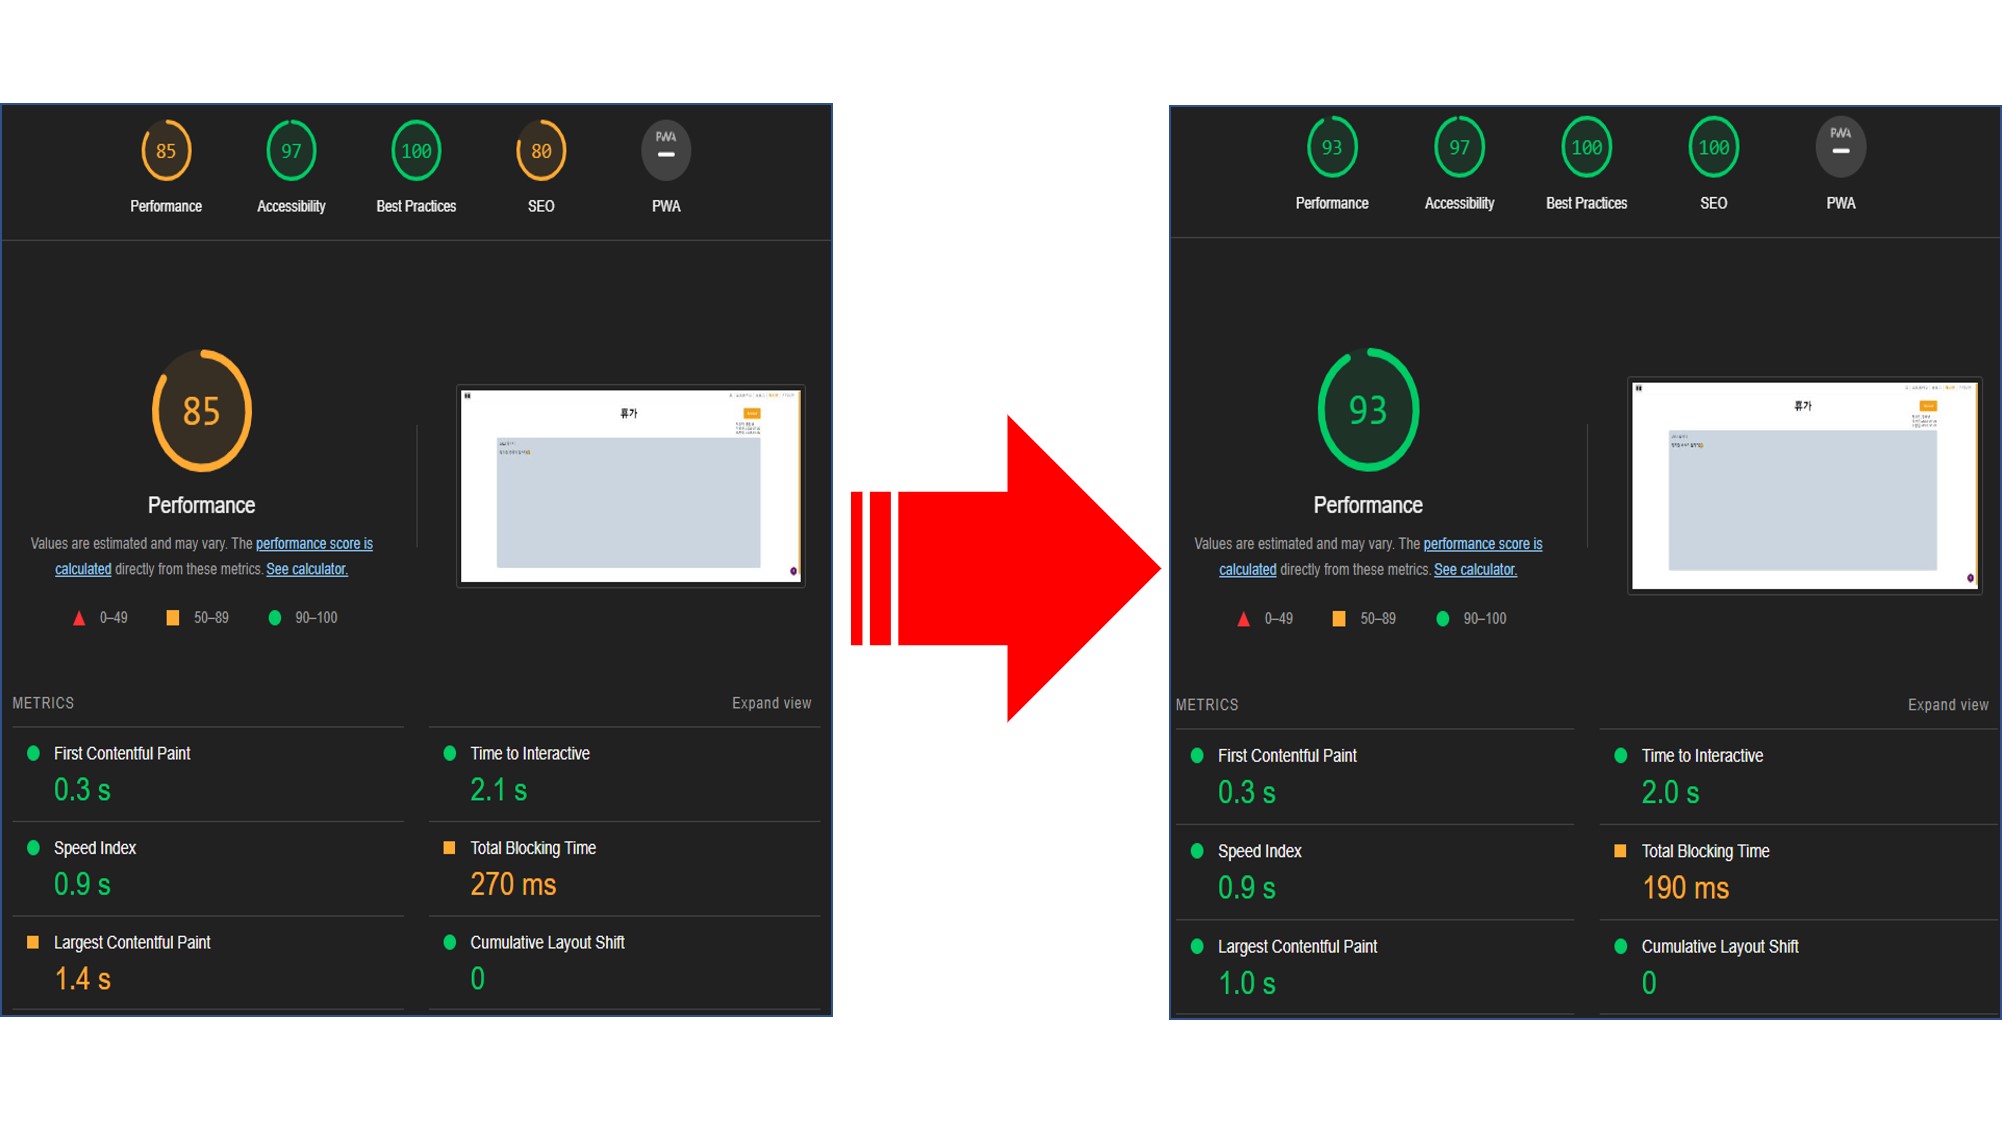 85
97
100
80
PWA
Performance
Accessibility
Best Practices
SEO
PWA
85
Performance
Values are estimated and may vary. The performance score is
calculated directly from these metrics. See calculator.
0–49
50–89
90–100
휴가
METRICS
Expand view
First Contentful Paint
0.3 s
Time to Interactive
2.1 s
Speed Index
0.9 s
Total Blocking Time
270 ms
Largest Contentful Paint
1.4 s
Cumulative Layout Shift
0
93
97
100
100
PWA
Performance
Accessibility
Best Practices
SEO
PWA
93
Performance
Values are estimated and may vary. The performance score is
calculated directly from these metrics. See calculator.
0–49
50–89
90–100
휴가
METRICS
Expand view
First Contentful Paint
0.3 s
Time to Interactive
2.0 s
Speed Index
0.9 s
Total Blocking Time
190 ms
Largest Contentful Paint
1.0 s
Cumulative Layout Shift
0